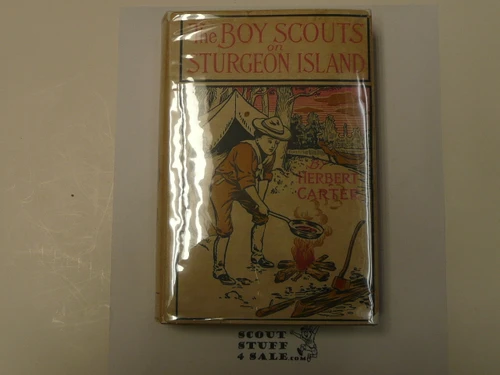 The BOY SCOUTS
on
STURGEON ISLAND
By
HERBERT
CARTER
SCOUT
STUFF
4 SALE.COM